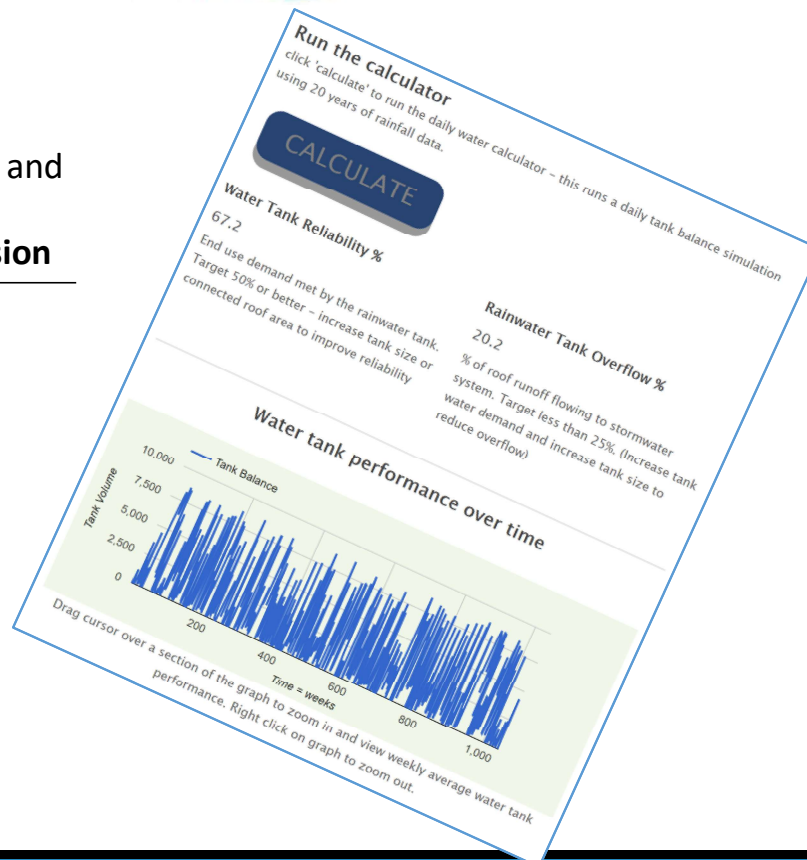 and
sion
Run the calculator
click 'calculate' to run the daily water calculator – this runs a daily tank balance simulation
using 20 years of rainfall data.
CALCULATE
Water Tank Reliability %
67.2
End use demand met by the rainwater tank.
Target 50% or better – increase tank size or
connected roof area to improve reliability
Rainwater Tank Overflow %
20.2
% of roof runoff flowing to stormwater
system. Target less than 25%. (Increase tank
water demand and increase tank size to
reduce overflow)
Water tank performance over time
Tank Balance
Tank Volume
10,000
7,500
5,000
2,500
0
200
400
600
800
1,000
Time = weeks
Drag cursor over a section of the graph to zoom in and view weekly average water tank
performance. Right click on graph to zoom out.